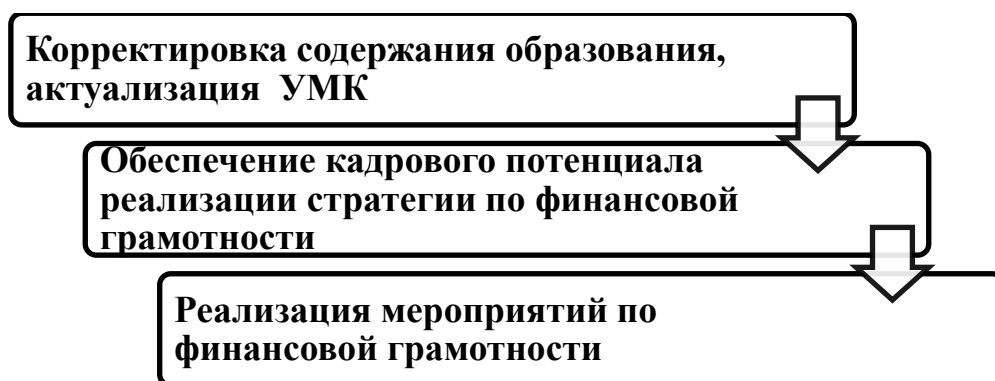 Корректировка содержания образования,
актуализация  УМК
Обеспечение кадрового потенциала
реализации стратегии по финансовой
грамотности
Реализация мероприятий по
финансовой грамотности